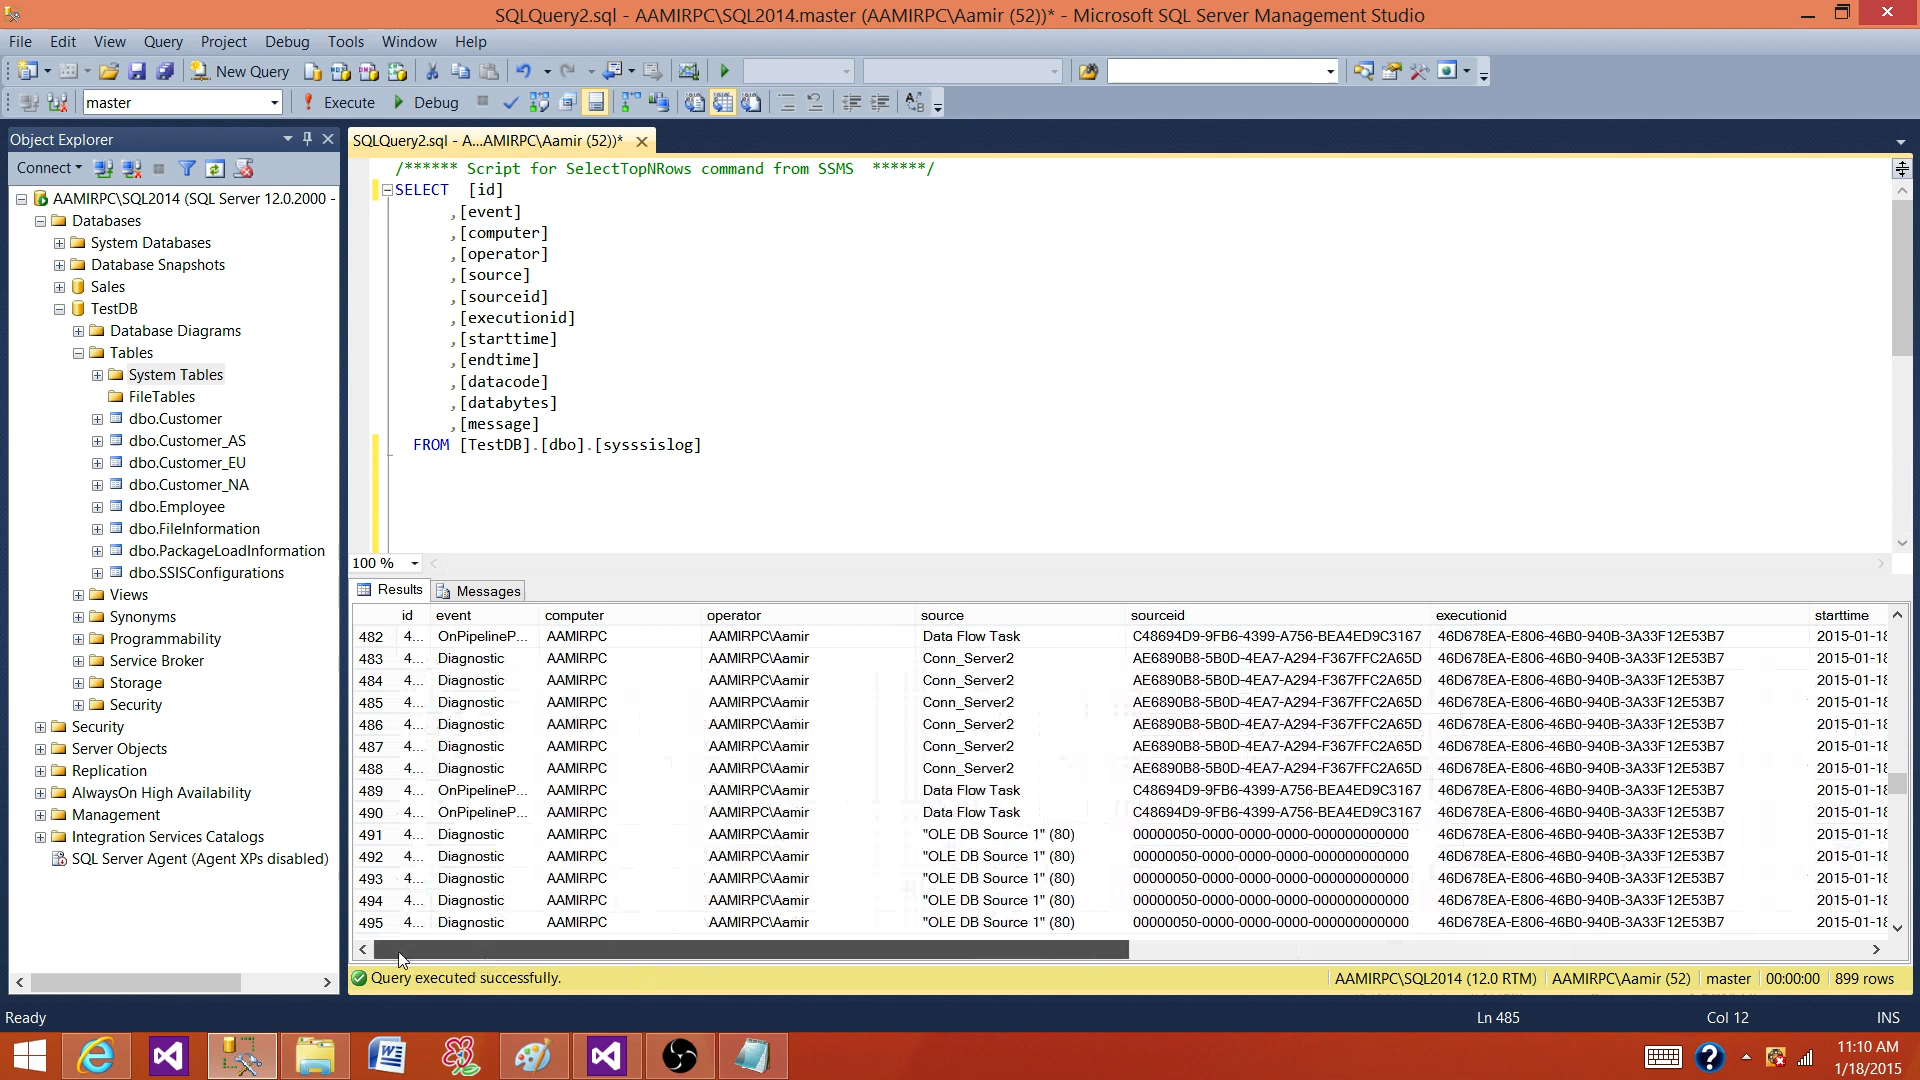 SQLQuery2.sql - AAMIRPC\SQL2014.master (AAMIRPC\Aamir (52))* - Microsoft SQL Server Management Studio
File Edit View Query Project Debug Tools Window Help
New Query
master Execute Debug
Object Explorer
Connect
AAMIRPC\SQL2014 (SQL Server 12.0.2000 -
Databases
System Databases
Database Snapshots
Sales
TestDB
Database Diagrams
Tables
System Tables
FileTables
dbo.Customer
dbo.Customer_AS
dbo.Customer_EU
dbo.Customer_NA
dbo.Employee
dbo.FileInformation
dbo.PackageLoadInformation
dbo.SSISConfigurations
Views
Synonyms
Programmability
Service Broker
Storage
Security
Security
Server Objects
Replication
AlwaysOn High Availability
Management
Integration Services Catalogs
SQL Server Agent (Agent XPs disabled)
SQLQuery2.sql - A...AMIRPC\Aamir (52))*
/****** Script for SelectTopNRows command from SSMS ******/
SELECT [id]
,[event]
,[computer]
,[operator]
,[source]
,[sourceid]
,[executionid]
,[starttime]
,[endtime]
,[datacode]
,[databytes]
,[message]
FROM [TestDB].[dbo].[sysssislog]
100 %
Results Messages
id event computer operator source sourceid executionid starttime
482 4... OnPipelineP... AAMIRPC AAMIRPC\Aamir Data Flow Task C48694D9-9FB6-4399-A756-BEA4ED9C3167 46D678EA-E806-46B0-940B-3A33F12E53B7 2015-01-18
483 4... Diagnostic AAMIRPC AAMIRPC\Aamir Conn_Server2 AE6890B8-5B0D-4EA7-A294-F367FFC2A65D 46D678EA-E806-46B0-940B-3A33F12E53B7 2015-01-18
484 4... Diagnostic AAMIRPC AAMIRPC\Aamir Conn_Server2 AE6890B8-5B0D-4EA7-A294-F367FFC2A65D 46D678EA-E806-46B0-940B-3A33F12E53B7 2015-01-18
485 4... Diagnostic AAMIRPC AAMIRPC\Aamir Conn_Server2 AE6890B8-5B0D-4EA7-A294-F367FFC2A65D 46D678EA-E806-46B0-940B-3A33F12E53B7 2015-01-18
486 4... Diagnostic AAMIRPC AAMIRPC\Aamir Conn_Server2 AE6890B8-5B0D-4EA7-A294-F367FFC2A65D 46D678EA-E806-46B0-940B-3A33F12E53B7 2015-01-18
487 4... Diagnostic AAMIRPC AAMIRPC\Aamir Conn_Server2 AE6890B8-5B0D-4EA7-A294-F367FFC2A65D 46D678EA-E806-46B0-940B-3A33F12E53B7 2015-01-18
488 4... Diagnostic AAMIRPC AAMIRPC\Aamir Conn_Server2 AE6890B8-5B0D-4EA7-A294-F367FFC2A65D 46D678EA-E806-46B0-940B-3A33F12E53B7 2015-01-18
489 4... OnPipelineP... AAMIRPC AAMIRPC\Aamir Data Flow Task C48694D9-9FB6-4399-A756-BEA4ED9C3167 46D678EA-E806-46B0-940B-3A33F12E53B7 2015-01-18
490 4... OnPipelineP... AAMIRPC AAMIRPC\Aamir Data Flow Task C48694D9-9FB6-4399-A756-BEA4ED9C3167 46D678EA-E806-46B0-940B-3A33F12E53B7 2015-01-18
491 4... Diagnostic AAMIRPC AAMIRPC\Aamir "OLE DB Source 1" (80) 00000050-0000-0000-0000-000000000000 46D678EA-E806-46B0-940B-3A33F12E53B7 2015-01-18
492 4... Diagnostic AAMIRPC AAMIRPC\Aamir "OLE DB Source 1" (80) 00000050-0000-0000-0000-000000000000 46D678EA-E806-46B0-940B-3A33F12E53B7 2015-01-18
493 4... Diagnostic AAMIRPC AAMIRPC\Aamir "OLE DB Source 1" (80) 00000050-0000-0000-0000-000000000000 46D678EA-E806-46B0-940B-3A33F12E53B7 2015-01-18
494 4... Diagnostic AAMIRPC AAMIRPC\Aamir "OLE DB Source 1" (80) 00000050-0000-0000-0000-000000000000 46D678EA-E806-46B0-940B-3A33F12E53B7 2015-01-18
495 4... Diagnostic AAMIRPC AAMIRPC\Aamir "OLE DB Source 1" (80) 00000050-0000-0000-0000-000000000000 46D678EA-E806-46B0-940B-3A33F12E53B7 2015-01-18
Query executed successfully. AAMIRPC\SQL2014 (12.0 RTM) AAMIRPC\Aamir (52) master 00:00:00 899 rows
Ready Ln 485 Col 12 INS
11:10 AM
1/18/2015